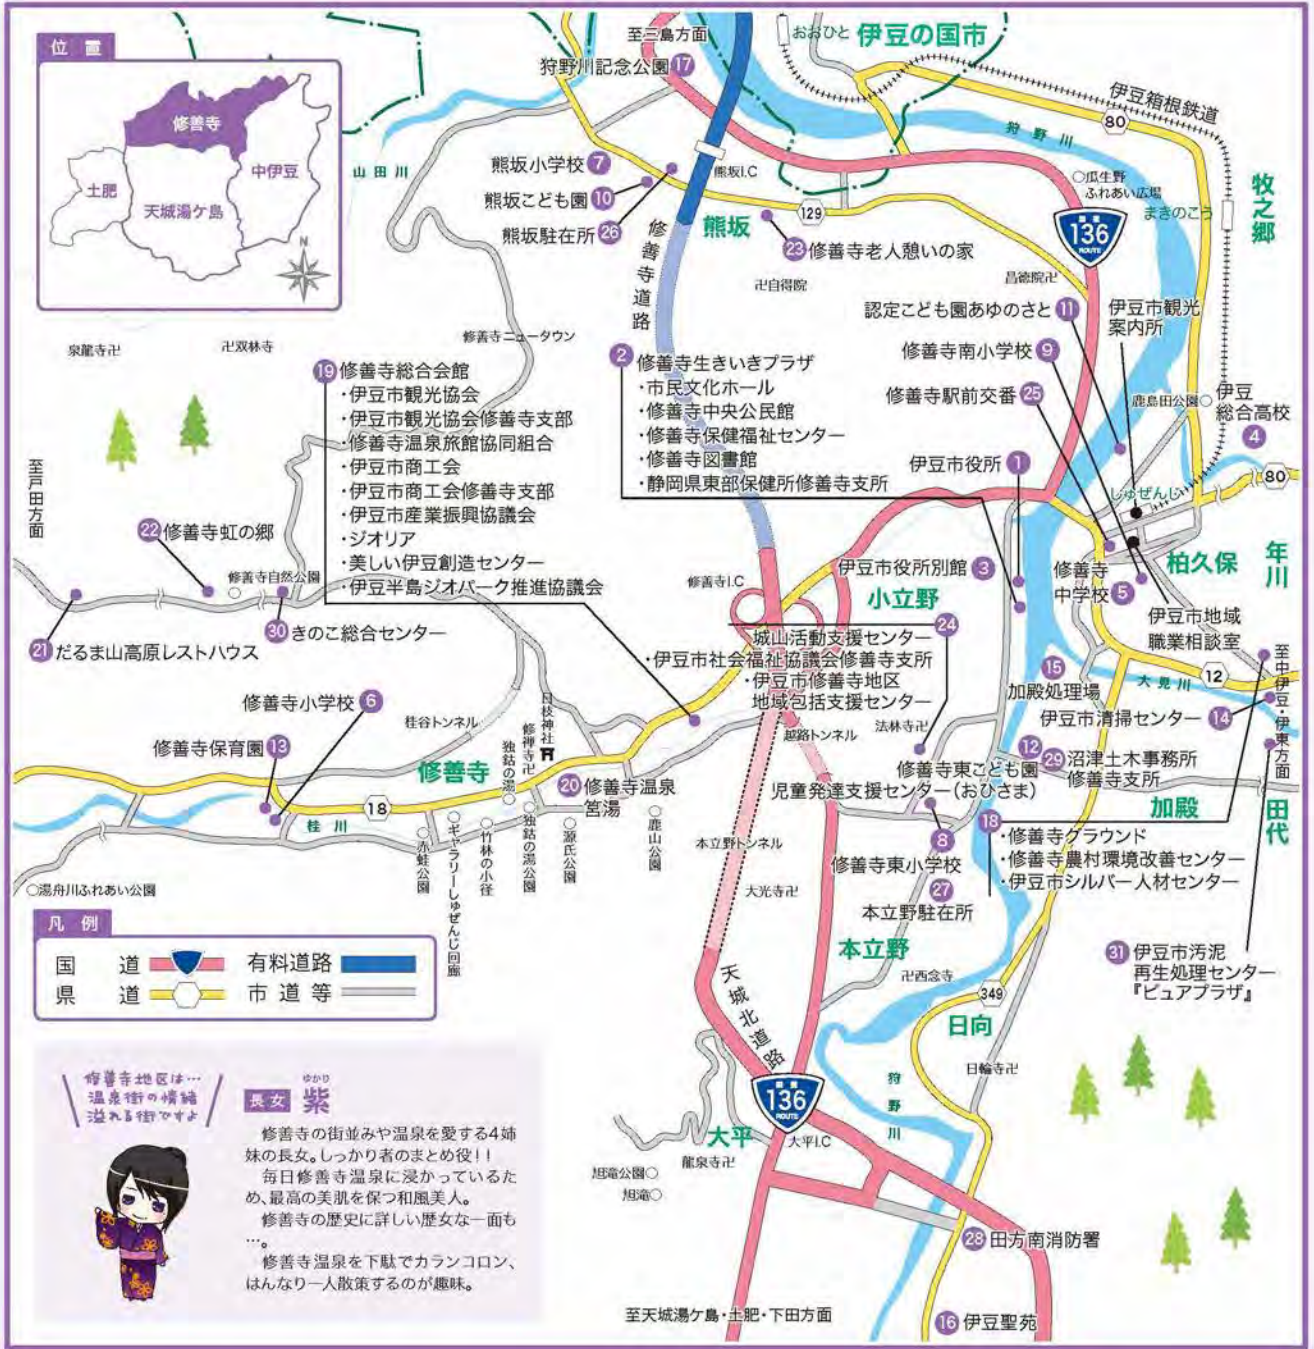 位置
修善寺
中伊豆
土肥
天城湯ケ島
N
至三島方面
狩野川記念公園 17
おおひと
伊豆の国市
伊豆箱根鉄道
80
狩野川
山田川
熊坂小学校 7
熊坂こども園 10
熊坂駐在所 26
熊坂I.C
熊坂
129
23 修善寺老人憩いの家
修善寺道路
卍自得院
○瓜生野
ふれあい広場
まきのこう
牧之郷
国道
136
ROUTE
昌徳院卍
認定こども園あゆのさと 11
伊豆市観光
案内所
修善寺南小学校 9
修善寺駅前交番 25
鹿島田公園○
伊豆
総合高校
4
80
伊豆市役所 1
しゅぜんじ
泉龍寺卍
卍双林寺
修善寺ニュータウン
19 修善寺総合会館
・伊豆市観光協会
・伊豆市観光協会修善寺支部
・修善寺温泉旅館協同組合
・伊豆市商工会
・伊豆市商工会修善寺支部
・伊豆市産業振興協議会
・ジオリア
・美しい伊豆創造センター
・伊豆半島ジオパーク推進協議会
2 修善寺生きいきプラザ
・市民文化ホール
・修善寺中央公民館
・修善寺保健福祉センター
・修善寺図書館
・静岡県東部保健所修善寺支所
至戸田方面
22 修善寺虹の郷
修善寺自然公園
○
30 きのこ総合センター
21 だるま山高原レストハウス
修善寺I.C
伊豆市役所別館 3
小立野
修善寺
中学校 5
柏久保
年川
伊豆市地域
職業相談室
24
城山活動支援センター
・伊豆市社会福祉協議会修善寺支所
・伊豆市修善寺地区
地域包括支援センター
15
加殿処理場
大見川
12
至中伊豆・伊東方面
伊豆市清掃センター 14
修善寺小学校 6
修善寺保育園 13
桂谷トンネル
日枝神社
修禅寺卍
独鈷の湯○
修善寺
20 修善寺温泉
筥湯
越路トンネル
法林寺卍
12
29 沼津土木事務所
修善寺支所
修善寺東こども園
児童発達支援センター(おひさま)
加殿
田代
18
桂川
○赤蛙公園
○ギャラリーしゅぜんじ回廊
○竹林の小径
○独鈷の湯公園
○源氏公園
○鹿山公園
本立野トンネル
8
修善寺東小学校
18
・修善寺グラウンド
・修善寺農村環境改善センター
・伊豆市シルバー人材センター
大光寺卍
27
本立野駐在所
○湯舟川ふれあい公園
本立野
卍西念寺
31 伊豆市汚泥
再生処理センター
『ピュアプラザ』
凡例
国道
有料道路
県道
市道等
天城北道路
349
日向
日輪寺卍
狩野川
国道
136
ROUTE
大平
大平I.C
龍泉寺卍
旭滝公園○
旭滝○
28 田方南消防署
16 伊豆聖苑
至天城湯ケ島・土肥・下田方面
修善寺地区は…
温泉街の情緒
溢れる街ですよ
長女
ゆかり
紫
修善寺の街並みや温泉を愛する4姉
妹の長女。しっかり者のまとめ役!!
毎日修善寺温泉に浸かっているた
め、最高の美肌を保つ和風美人。
修善寺の歴史に詳しい歴女な一面も
…。
修善寺温泉を下駄でカランコロン、
はんなり一人散策するのが趣味。